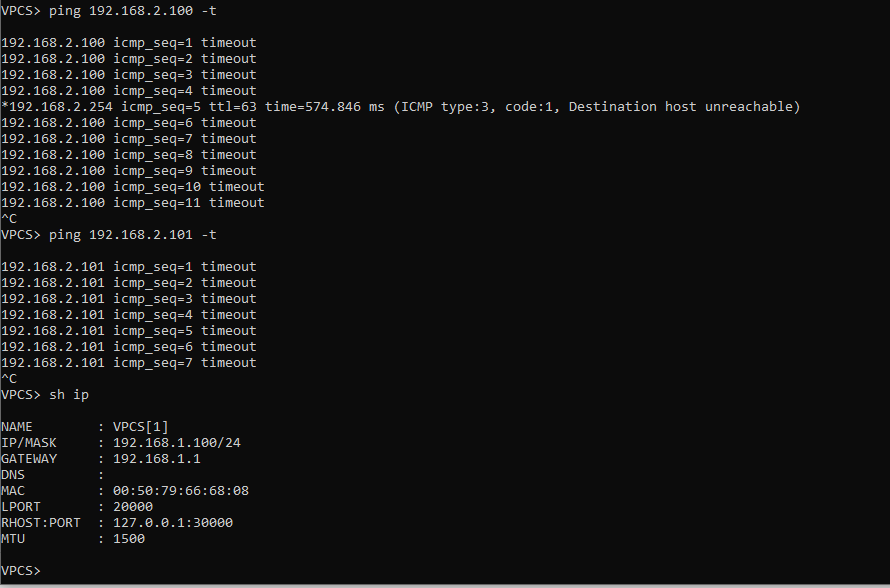 VPCS> ping 192.168.2.100 -t
192.168.2.100 icmp_seq=1 timeout
192.168.2.100 icmp_seq=2 timeout
192.168.2.100 icmp_seq=3 timeout
192.168.2.100 icmp_seq=4 timeout
*192.168.2.254 icmp_seq=5 ttl=63 time=574.846 ms (ICMP type:3, code:1, Destination host unreachable)
192.168.2.100 icmp_seq=6 timeout
192.168.2.100 icmp_seq=7 timeout
192.168.2.100 icmp_seq=8 timeout
192.168.2.100 icmp_seq=9 timeout
192.168.2.100 icmp_seq=10 timeout
192.168.2.100 icmp_seq=11 timeout
^C
VPCS> ping 192.168.2.101 -t
192.168.2.101 icmp_seq=1 timeout
192.168.2.101 icmp_seq=2 timeout
192.168.2.101 icmp_seq=3 timeout
192.168.2.101 icmp_seq=4 timeout
192.168.2.101 icmp_seq=5 timeout
192.168.2.101 icmp_seq=6 timeout
192.168.2.101 icmp_seq=7 timeout
^C
VPCS> sh ip
NAME        : VPCS[1]
IP/MASK     : 192.168.1.100/24
GATEWAY     : 192.168.1.1
DNS         :
MAC         : 00:50:79:66:68:08
LPORT       : 20000
RHOST:PORT  : 127.0.0.1:30000
MTU         : 1500
VPCS>